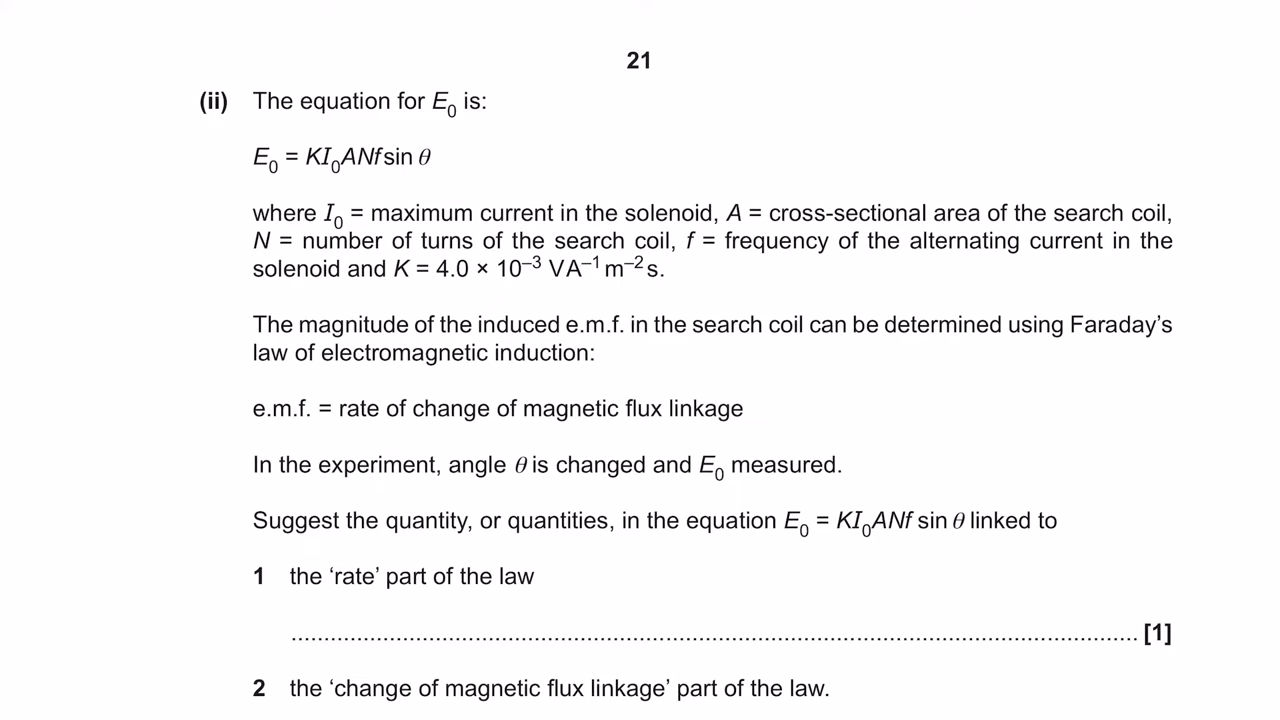 21
(ii) The equation for E₀ is:
E₀ = KI₀ANf sin θ
where I₀ = maximum current in the solenoid, A = cross-sectional area of the search coil,
N = number of turns of the search coil, f = frequency of the alternating current in the
solenoid and K = 4.0 × 10⁻³ V A⁻¹ m⁻² s.
The magnitude of the induced e.m.f. in the search coil can be determined using Faraday’s
law of electromagnetic induction:
e.m.f. = rate of change of magnetic flux linkage
In the experiment, angle θ is changed and E₀ measured.
Suggest the quantity, or quantities, in the equation E₀ = KI₀ANf sin θ linked to
1 the ‘rate’ part of the law
.................................................................................................................................. [1]
2 the ‘change of magnetic flux linkage’ part of the law.